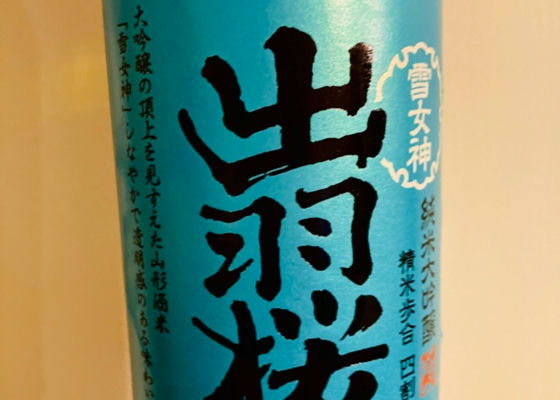 雪女神
純米大吟醸
精米歩合 四割
出羽桜
大吟醸の頂上を見すえた山形酒米
「雪女神」しなやかで透明感のある味わい